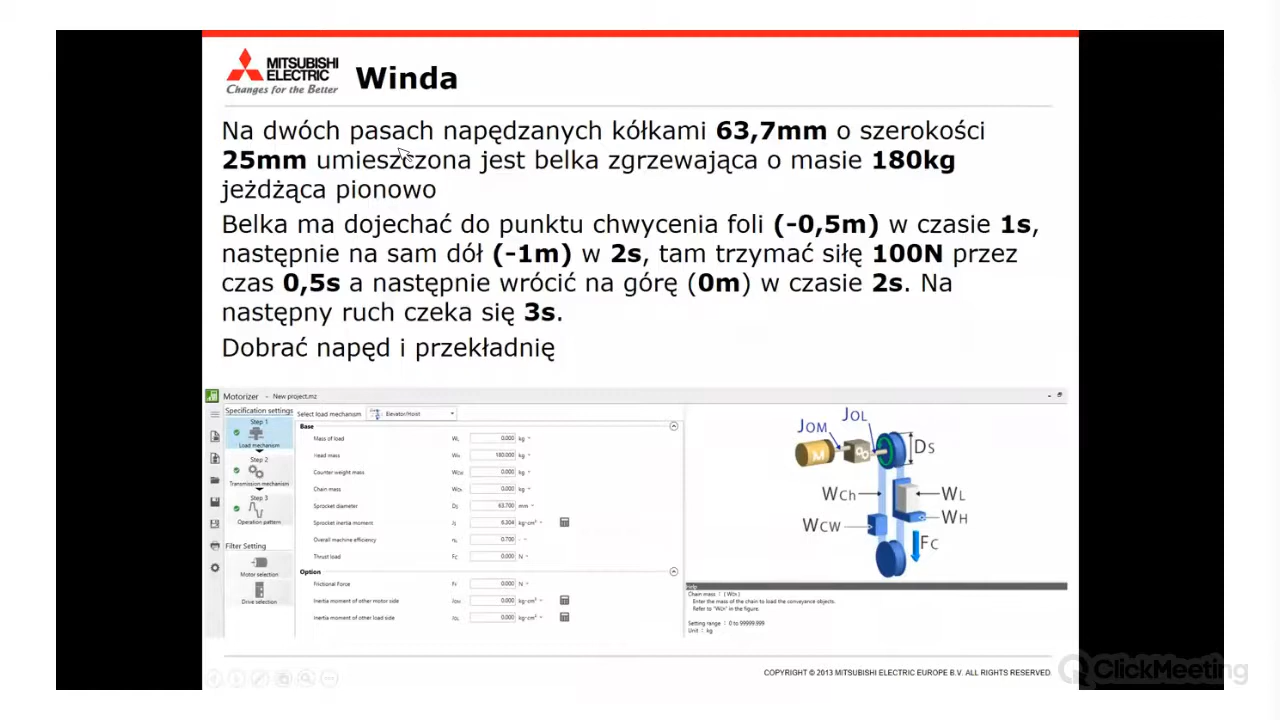 MITSUBISHI
ELECTRIC
Changes for the Better
Winda
Na dwóch pasach napędzanych kółkami 63,7mm o szerokości
25mm umieszczona jest belka zgrzewająca o masie 180kg
jeżdżąca pionowo
Belka ma dojechać do punktu chwycenia foli (-0,5m) w czasie 1s,
następnie na sam dół (-1m) w 2s, tam trzymać siłę 100N przez
czas 0,5s a następnie wrócić na górę (0m) w czasie 2s. Na
następny ruch czeka się 3s.
Dobrać napęd i przekładnię
Motorizer - New project.mz
Specification settings
Step 1
Load mechanism
Step 2
Transmission mechanism
Step 3
Operation pattern
Filter Setting
Motor selection
Drive selection
Select load mechanism Elevator/Hoist
Base
Mass of load WL 0.000 kg
Head mass WH 180.000 kg
Counter weight mass WCW 0.000 kg
Chain mass WCh 0.000 kg
Sprocket diameter DS 63.700 mm
Sprocket inertia moment JS 6.304 kg·cm²
Overall machine efficiency 0.700 -
Thrust load FC 0.000 N
Option
Frictional Force 0.000 N
Inertia moment of other motor side JOM 0.000 kg·cm²
Inertia moment of other load side JOL 0.000 kg·cm²
JOM
JOL
M
DS
WCh
WL
WCW
WH
FC
Help
Chain mass : (WCh)
Enter the mass of the chain to load the conveyance objects.
Refer to "WCh" in the figure.
Setting range : 0 to 99999.999
Unit : kg
COPYRIGHT © 2013 MITSUBISHI ELECTRIC EUROPE B.V. ALL RIGHTS RESERVED.
ClickMeeting